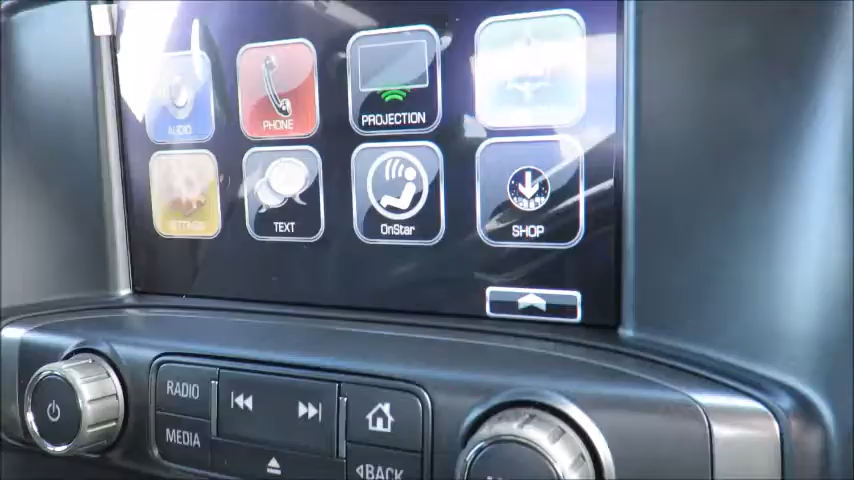 AUDIO
PHONE
PROJECTION
TEXT
OnStar
SHOP
RADIO
MEDIA
BACK